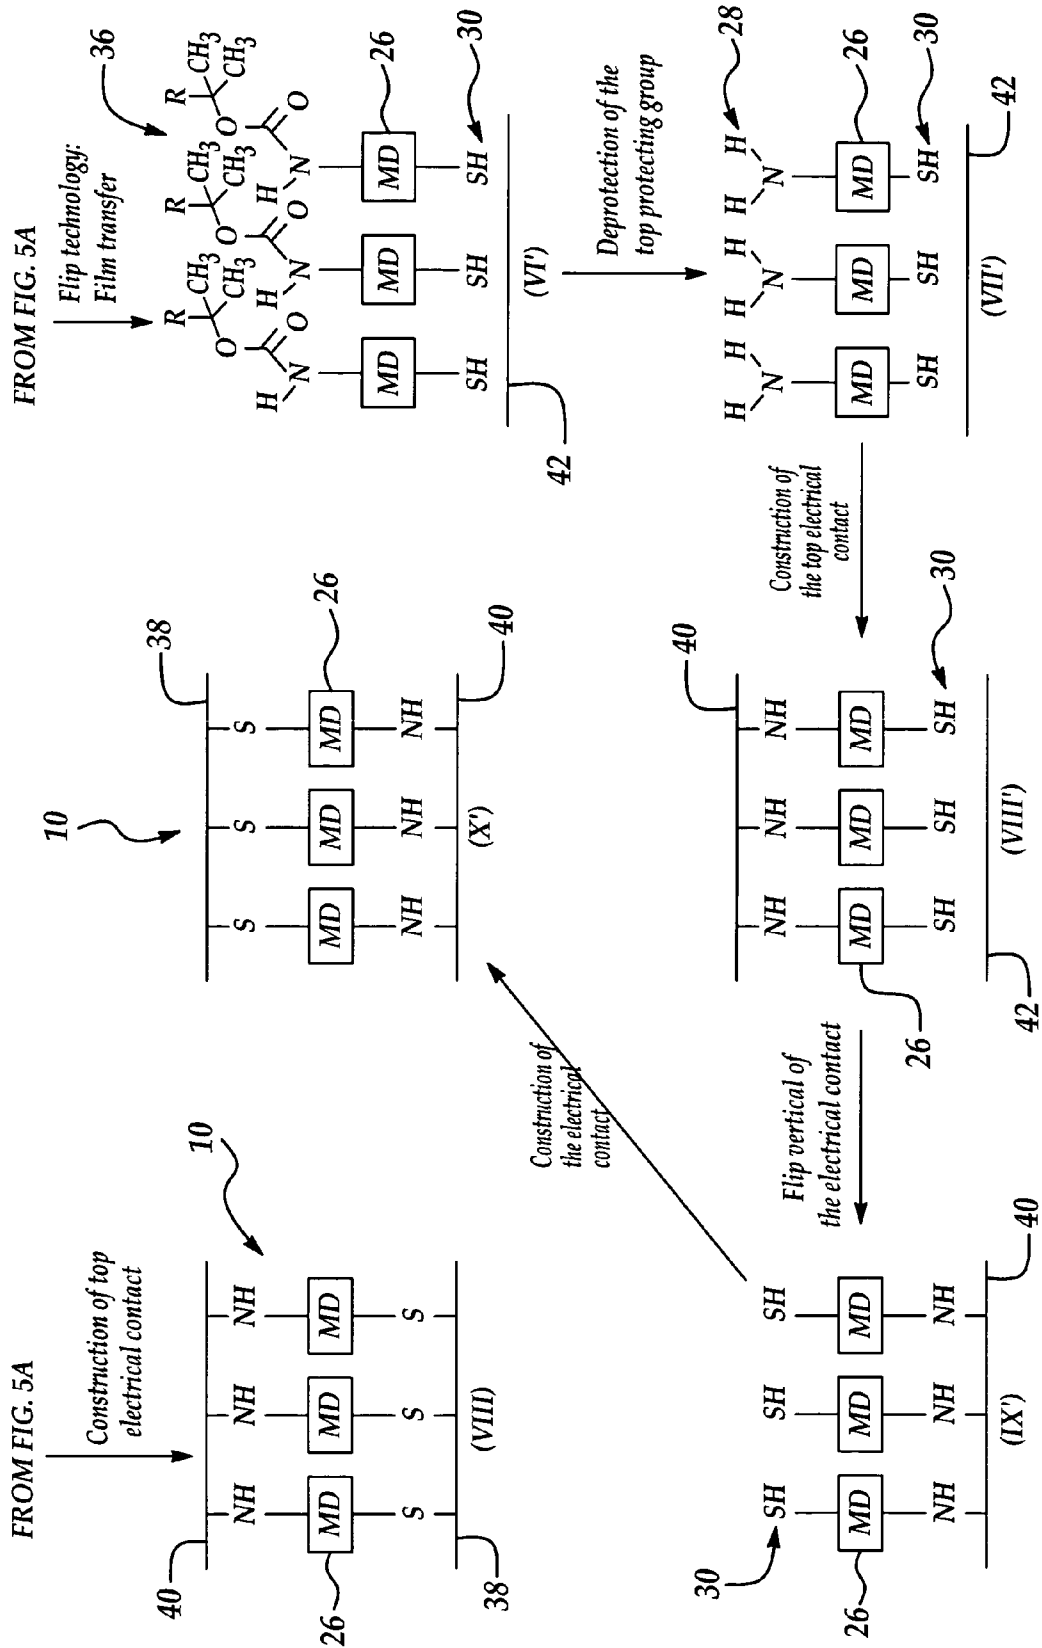 FROM FIG. 5A
Construction of top
electrical contact
10
40
NH NH NH
26
MD MD MD
S S S
38
(VIII)
10
38
S S S
26
MD MD MD
NH NH NH
40
(X')
FROM FIG. 5A
Flip technology:
Film transfer
36
R CH3 R CH3 R CH3
CH3 CH3 CH3
O O O
O O O
H H H
N N N
26
MD MD MD
30
SH SH SH
42
(VI')
Deprotection of the
top protecting group
28
H H H H H H
N N N
26
MD MD MD
30
SH SH SH
42
(VII')
Construction of
the top electrical
contact
40
NH NH NH
MD MD MD
26
30
SH SH SH
42
(VIII')
Flip vertical of
the electrical contact
30
SH SH SH
26
MD MD MD
NH NH NH
40
(IX')
Construction of
the electrical
contact